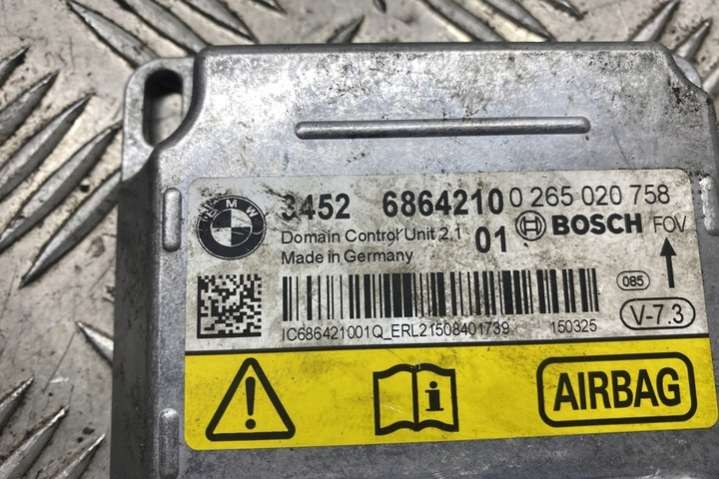 BMW
3452 6864210 0 265 020 758
Domain Control Unit 2.1 01 BOSCH FOV
Made in Germany
085
IC686421001Q_ERL21508401739 150325 V-7.3
i AIRBAG